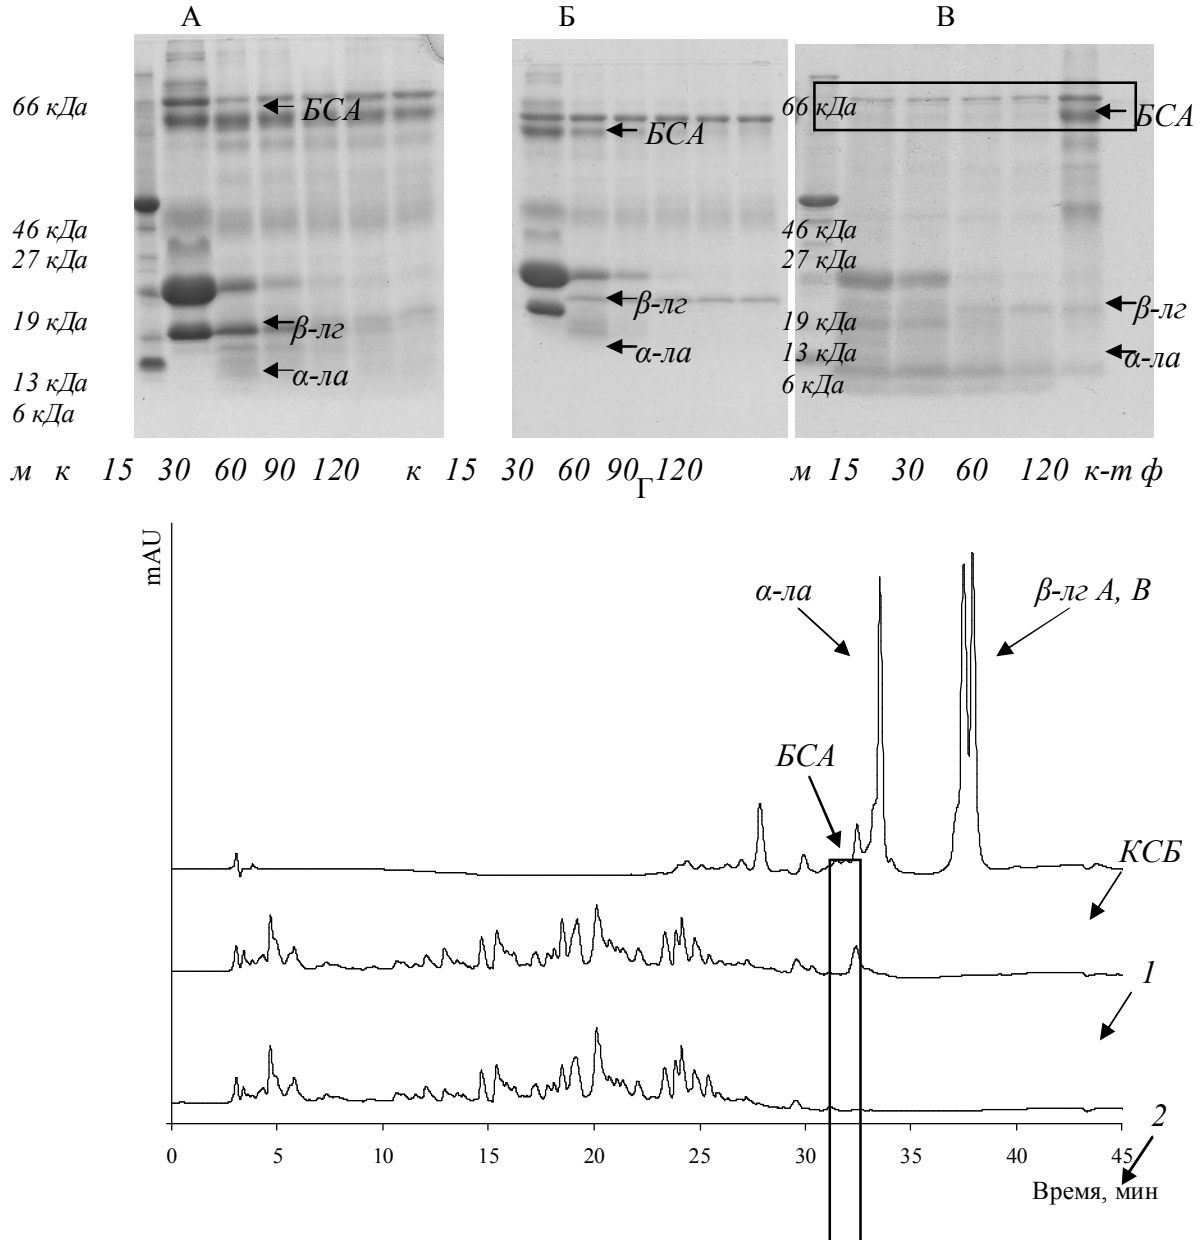 А Б В
66 кДа
БСА
46 кДа
27 кДа
19 кДа
β-лг
α-ла
13 кДа
6 кДа
БСА
β-лг
α-ла
66 кДа
БСА
46 кДа
27 кДа
β-лг
19 кДа
13 кДа
α-ла
6 кДа
м к 15 30 60 90 120 к 15 30 60 90 120 м 15 30 60 120 к-т ф
Г
mAU
α-ла
β-лг А, В
БСА
КСБ
1
2
0 5 10 15 20 25 30 35 40 45
Время, мин